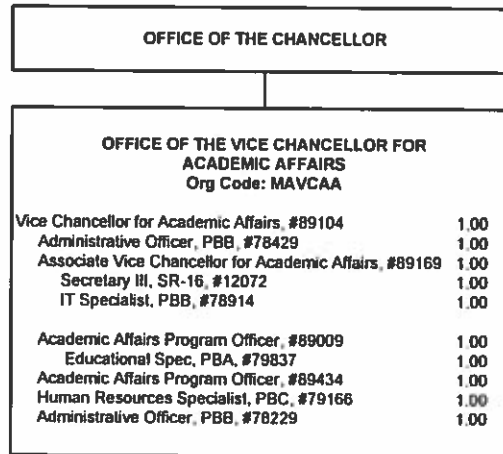 OFFICE OF THE CHANCELLOR
OFFICE OF THE VICE CHANCELLOR FOR
ACADEMIC AFFAIRS
Org Code: MAVCAA
Vice Chancellor for Academic Affairs, #89104 1.00
Administrative Officer, PBB, #78429 1.00
Associate Vice Chancellor for Academic Affairs, #89169 1.00
Secretary III, SR-16, #12072 1.00
IT Specialist, PBB, #78914 1.00
Academic Affairs Program Officer, #89009 1.00
Educational Spec, PBA, #79837 1.00
Academic Affairs Program Officer, #89434 1.00
Human Resources Specialist, PBC, #79166 1.00
Administrative Officer, PBB, #78229 1.00